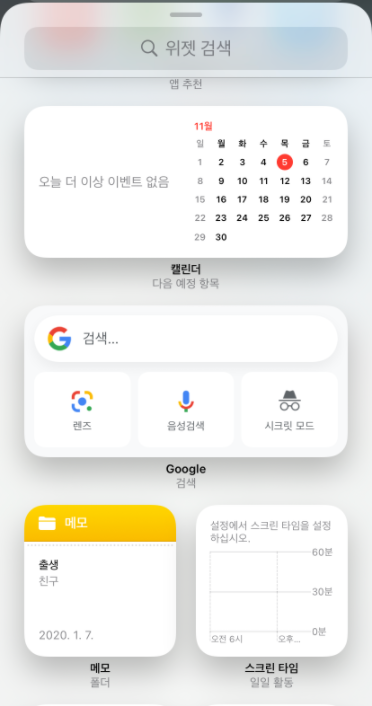 위젯 검색
앱 추천
오늘 더 이상 이벤트 없음
11월
일 월 화 수 목 금 토
1 2 3 4 5 6 7
8 9 10 11 12 13 14
15 16 17 18 19 20 21
22 23 24 25 26 27 28
29 30
캘린더
다음 예정 항목
검색...
렌즈 음성검색 시크릿 모드
Google
검색
메모
출생
친구
2020. 1. 7.
메모
폴더
설정에서 스크린 타임을 설정
하십시오.
60분
30분
0분
오전 6시 오후...
스크린 타임
일일 활동